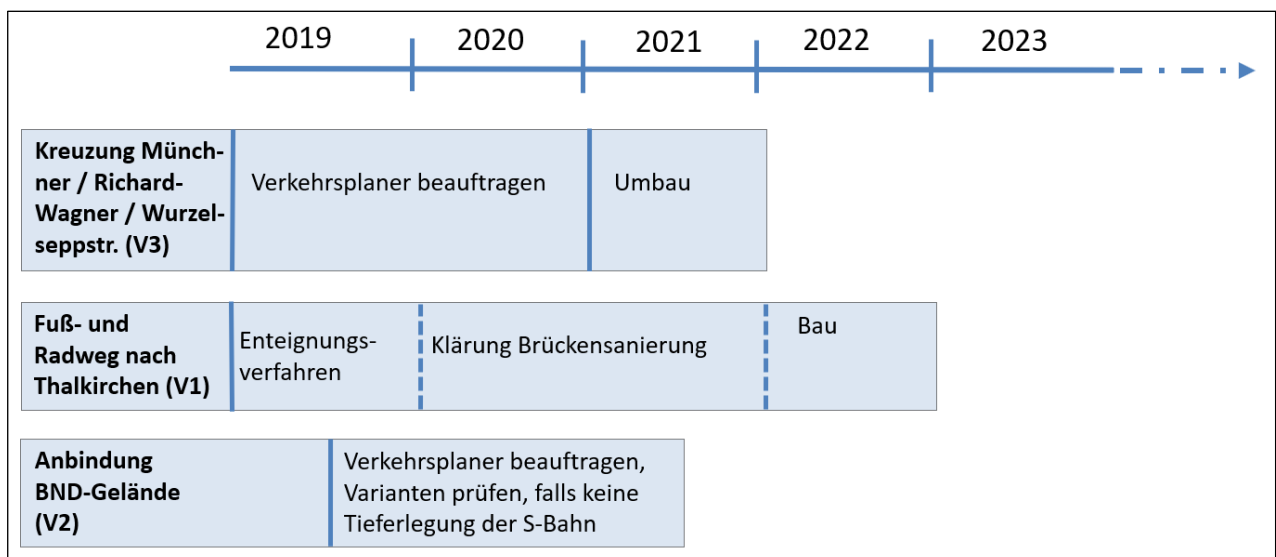 2019 2020 2021 2022 2023
Kreuzung Münch-
ner / Richard-
Wagner / Wurzel-
seppstr. (V3)
Verkehrsplaner beauftragen
Umbau
Fuß- und
Radweg nach
Thalkirchen (V1)
Enteignungs-
verfahren
Klärung Brückensanierung
Bau
Anbindung
BND-Gelände
(V2)
Verkehrsplaner beauftragen,
Varianten prüfen, falls keine
Tieferlegung der S-Bahn